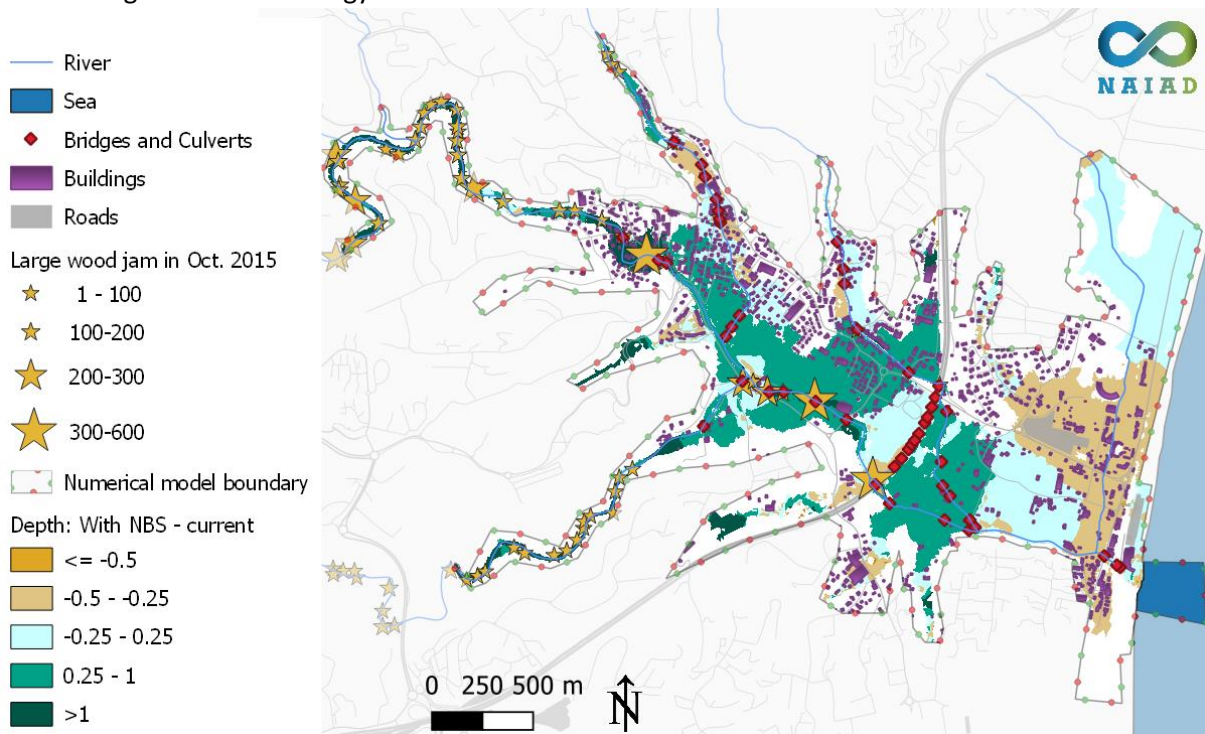 NAIAD
River
Sea
Bridges and Culverts
Buildings
Roads
Large wood jam in Oct. 2015
1 - 100
100-200
200-300
300-600
Numerical model boundary
Depth: With NBS - current
<= -0.5
-0.5 - -0.25
-0.25 - 0.25
0.25 - 1
>1
0 250 500 m
N